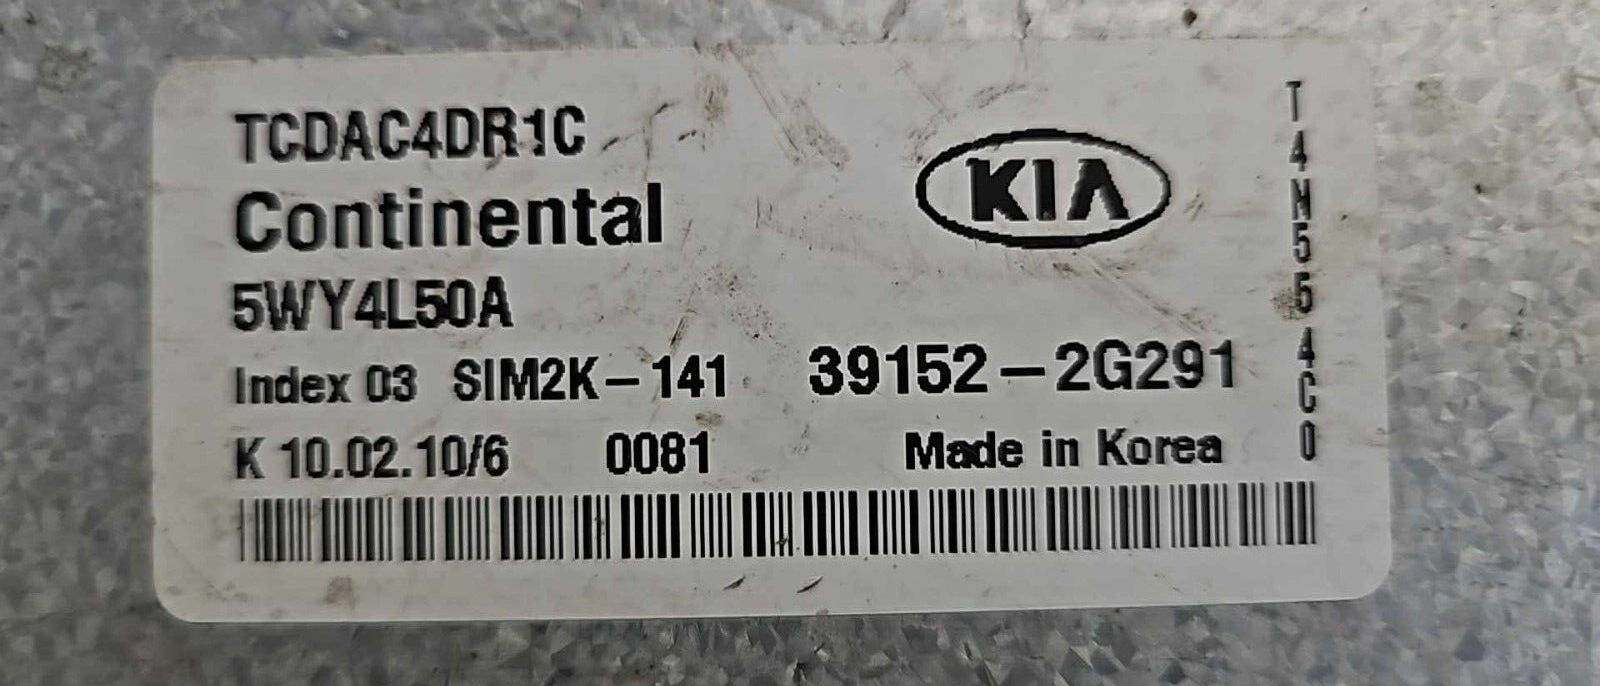 TCDAC4DR1C
Continental
KIA
5WY4L50A
Index 03 SIM2K-141 39152-2G291
K 10.02.10/6 0081 Made in Korea
T4N554C0